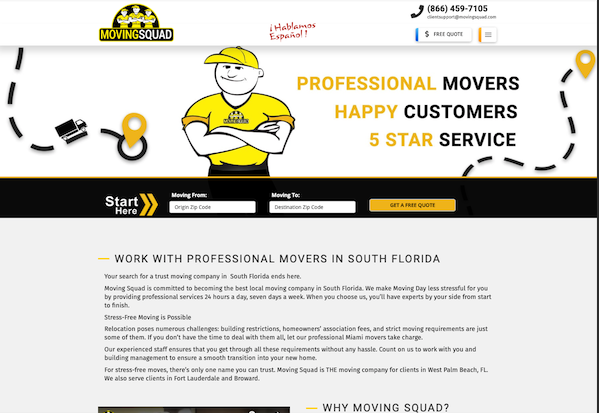 MOVINGSQUAD
¡Hablamos
Español!
(866) 459-7105
clientsupport@movingsquad.com
$ FREE QUOTE
PROFESSIONAL MOVERS
HAPPY CUSTOMERS
5 STAR SERVICE
Start
Here
Moving From:
Origin Zip Code
Moving To:
Destination Zip Code
GET A FREE QUOTE
WORK WITH PROFESSIONAL MOVERS IN SOUTH FLORIDA
Your search for a trust moving company in South Florida ends here.
Moving Squad is committed to becoming the best local moving company in South Florida. We make Moving Day less stressful for you
by providing professional services 24 hours a day, seven days a week. When you choose us, you'll have experts by your side from start
to finish.
Stress-Free Moving is Possible
Relocation poses numerous challenges: building restrictions, homeowners' association fees, and strict moving requirements are just
some of them. If you don't have the time to deal with them all, let our professional Miami movers take charge.
Our experienced staff ensures that you get through all these requirements without any hassle. Count on us to work with you and
building management to ensure a smooth transition into your new home.
For stress-free moves, there's only one name you can trust. Moving Squad is THE moving company for clients in West Palm Beach, FL.
We also serve clients in Fort Lauderdale and Broward.
WHY MOVING SQUAD?